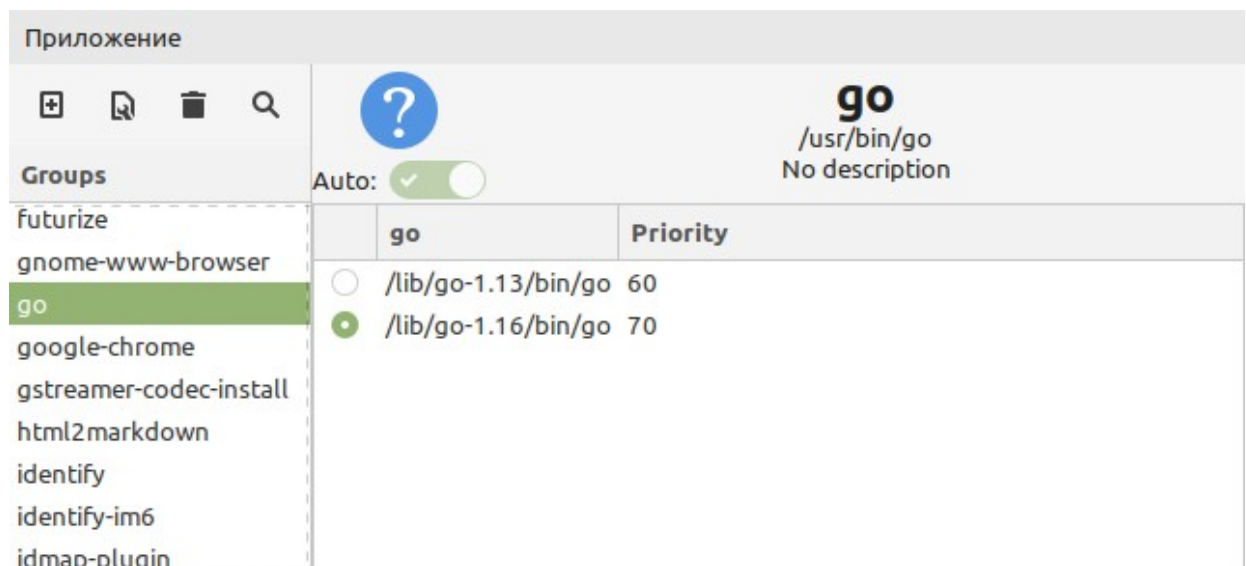 Приложение
go
/usr/bin/go
No description
Groups
Auto:
futurize
gnome-www-browser
go
google-chrome
gstreamer-codec-install
html2markdown
identify
identify-im6
idmap-plugin
go Priority
/lib/go-1.13/bin/go 60
/lib/go-1.16/bin/go 70